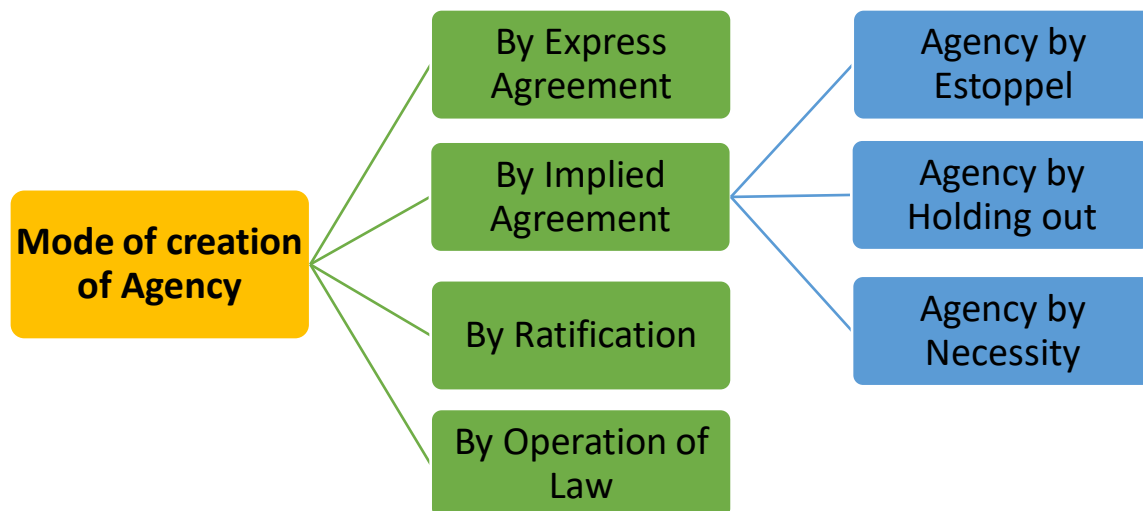 Mode of creation
of Agency
By Express
Agreement
By Implied
Agreement
By Ratification
By Operation of
Law
Agency by
Estoppel
Agency by
Holding out
Agency by
Necessity